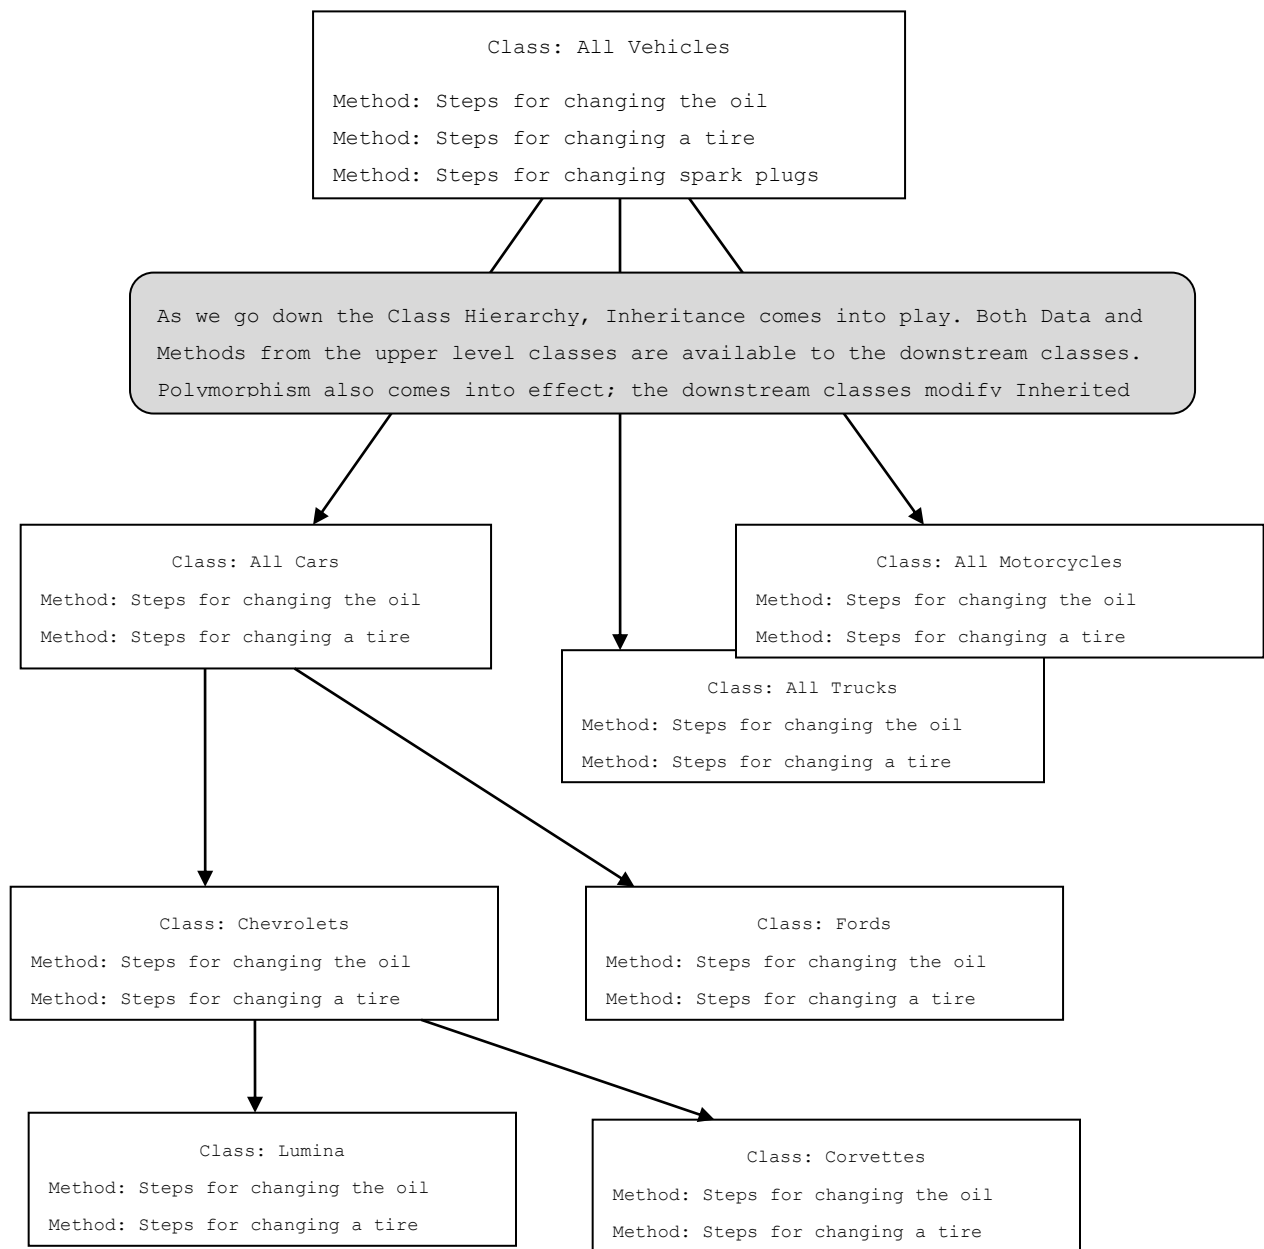 Class: All Vehicles
Method: Steps for changing the oil
Method: Steps for changing a tire
Method: Steps for changing spark plugs
As we go down the Class Hierarchy, Inheritance comes into play. Both Data and
Methods from the upper level classes are available to the downstream classes.
Polymorphism also comes into effect; the downstream classes modify Inherited
Class: All Cars
Method: Steps for changing the oil
Method: Steps for changing a tire
Class: All Motorcycles
Method: Steps for changing the oil
Method: Steps for changing a tire
Class: All Trucks
Method: Steps for changing the oil
Method: Steps for changing a tire
Class: Chevrolets
Method: Steps for changing the oil
Method: Steps for changing a tire
Class: Fords
Method: Steps for changing the oil
Method: Steps for changing a tire
Class: Lumina
Method: Steps for changing the oil
Method: Steps for changing a tire
Class: Corvettes
Method: Steps for changing the oil
Method: Steps for changing a tire